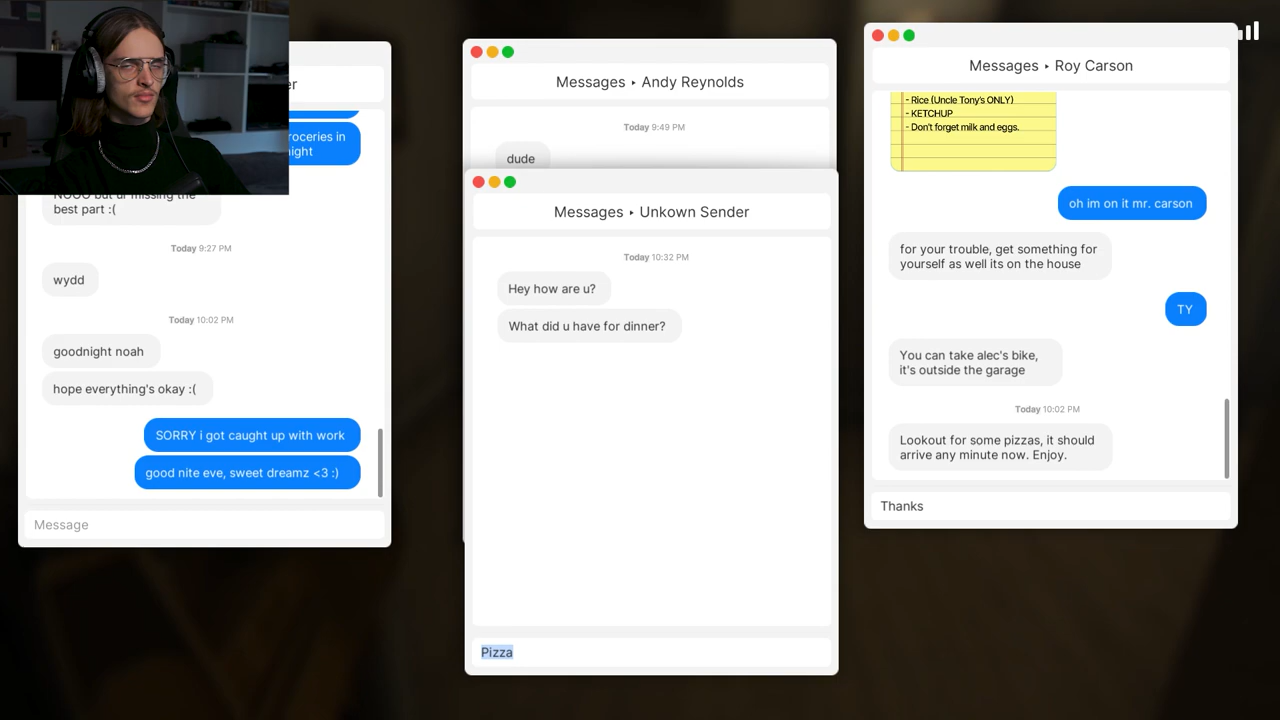 er
roceries in
night
NOOO but ur missing the
best part :(
Today 9:27 PM
wydd
Today 10:02 PM
goodnight noah
hope everything's okay :(
SORRY i got caught up with work
good nite eve, sweet dreamz <3 :)
Message
Messages ▸ Andy Reynolds
Today 9:49 PM
dude
Messages ▸ Unkown Sender
Today 10:32 PM
Hey how are u?
What did u have for dinner?
Pizza
Messages ▸ Roy Carson
- Rice (Uncle Tony's ONLY)
- KETCHUP
- Don't forget milk and eggs.
oh im on it mr. carson
for your trouble, get something for
yourself as well its on the house
TY
You can take alec's bike,
it's outside the garage
Today 10:02 PM
Lookout for some pizzas, it should
arrive any minute now. Enjoy.
Thanks